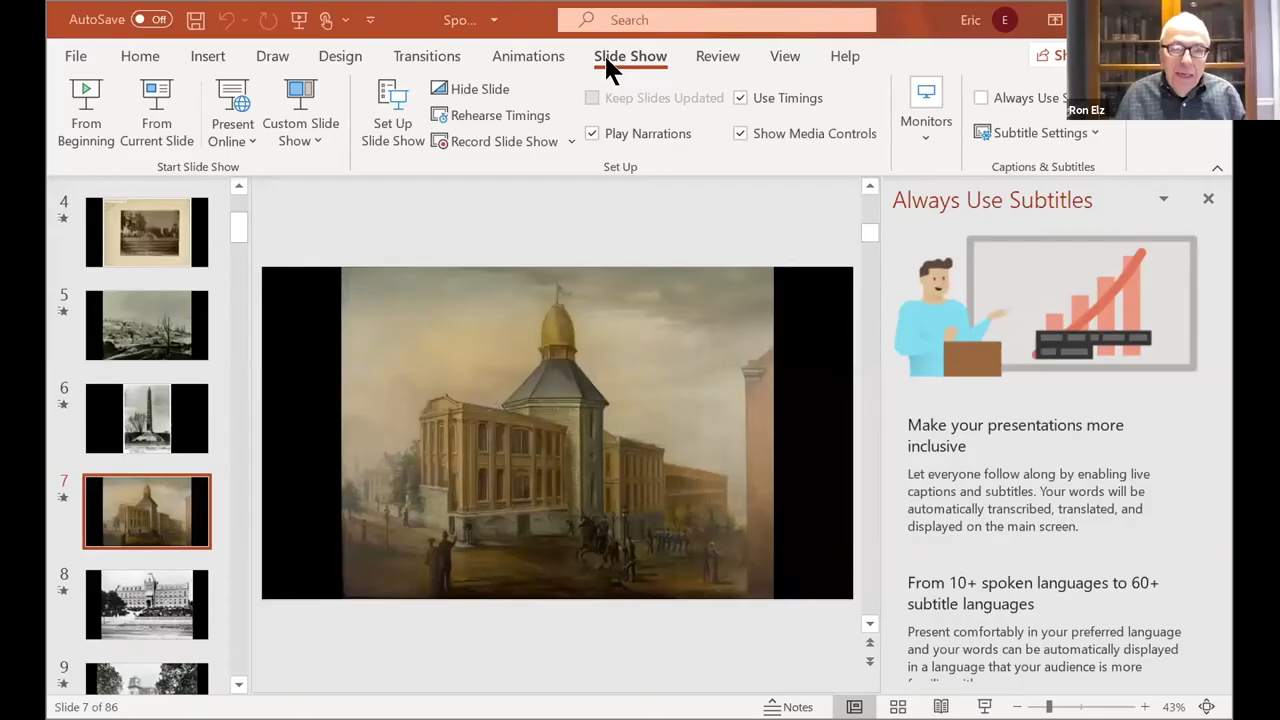 AutoSave Off Spo... Search Eric E
File Home Insert Draw Design Transitions Animations Slide Show Review View Help Sh
From Beginning
From Current Slide
Present Online
Custom Slide Show
Start Slide Show
Set Up Slide Show
Hide Slide
Rehearse Timings
Record Slide Show
Keep Slides Updated
Use Timings
Play Narrations
Show Media Controls
Set Up
Monitors
Always Use S
Subtitle Settings
Captions & Subtitles
Ron Elz
4
5
6
7
8
9
Always Use Subtitles
Make your presentations more
inclusive
Let everyone follow along by enabling live
captions and subtitles. Your words will be
automatically transcribed, translated, and
displayed on the main screen.
From 10+ spoken languages to 60+
subtitle languages
Present comfortably in your preferred language
and your words can be automatically displayed
in a language that your audience is more
Slide 7 of 86 Notes 43%